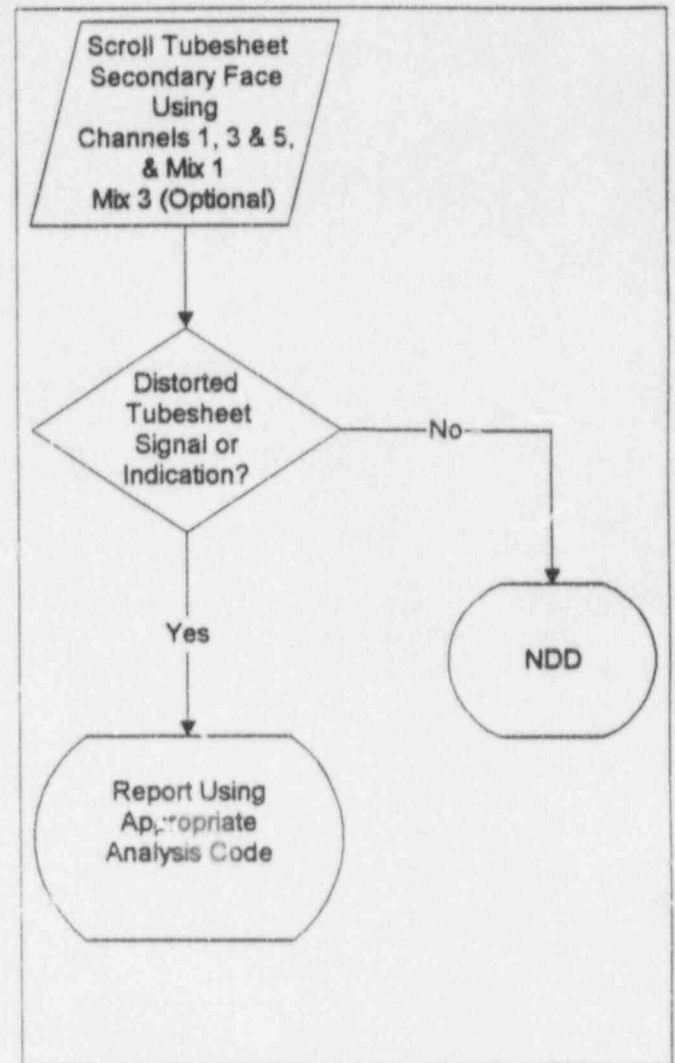 Scroll Tubesheet
Secondary Face
Using
Channels 1, 3 & 5,
& Mix 1
Mix 3 (Optional)
Distorted
Tubesheet
Signal or
Indication?
No
Yes
NDD
Report Using
Appropriate
Analysis Code